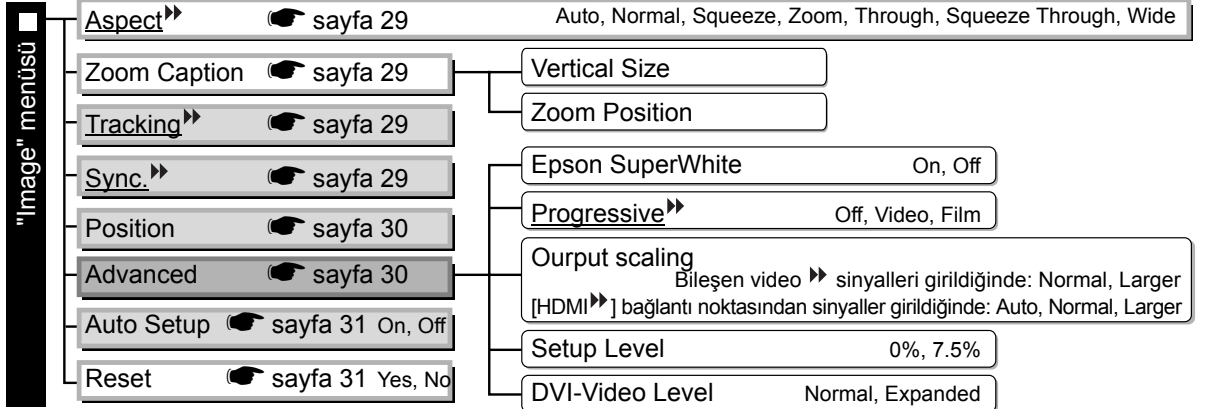 "Image" menüsü
Aspect sayfa 29 Auto, Normal, Squeeze, Zoom, Through, Squeeze Through, Wide
Zoom Caption sayfa 29
Vertical Size
Zoom Position
Tracking sayfa 29
Sync. sayfa 29
Position sayfa 30
Advanced sayfa 30
Epson SuperWhite On, Off
Progressive Off, Video, Film
Ourput scaling
Bileşen video sinyalleri girildiğinde: Normal, Larger
[HDMI] bağlantı noktasından sinyaller girildiğinde: Auto, Normal, Larger
Setup Level 0%, 7.5%
DVI-Video Level Normal, Expanded
Auto Setup sayfa 31 On, Off
Reset sayfa 31 Yes, No